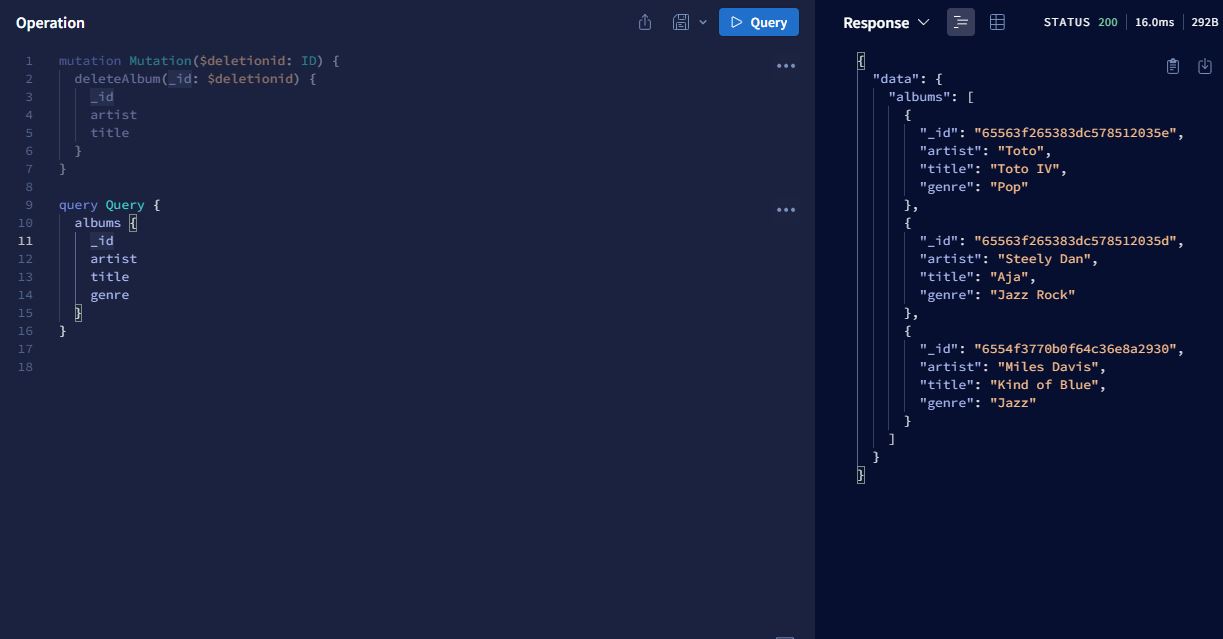 Operation
Query
1 mutation Mutation($deletionid: ID) {
2 deleteAlbum(_id: $deletionid) {
3 _id
4 artist
5 title
6 }
7 }
8
9 query Query {
10 albums {
11 _id
12 artist
13 title
14 genre
15 }
16 }
17
18
Response STATUS 200 16.0ms 292B
{
"data": {
"albums": [
{
"_id": "65563f265383dc578512035e",
"artist": "Toto",
"title": "Toto IV",
"genre": "Pop"
},
{
"_id": "65563f265383dc578512035d",
"artist": "Steely Dan",
"title": "Aja",
"genre": "Jazz Rock"
},
{
"_id": "6554f3770b0f64c36e8a2930",
"artist": "Miles Davis",
"title": "Kind of Blue",
"genre": "Jazz"
}
]
}
}